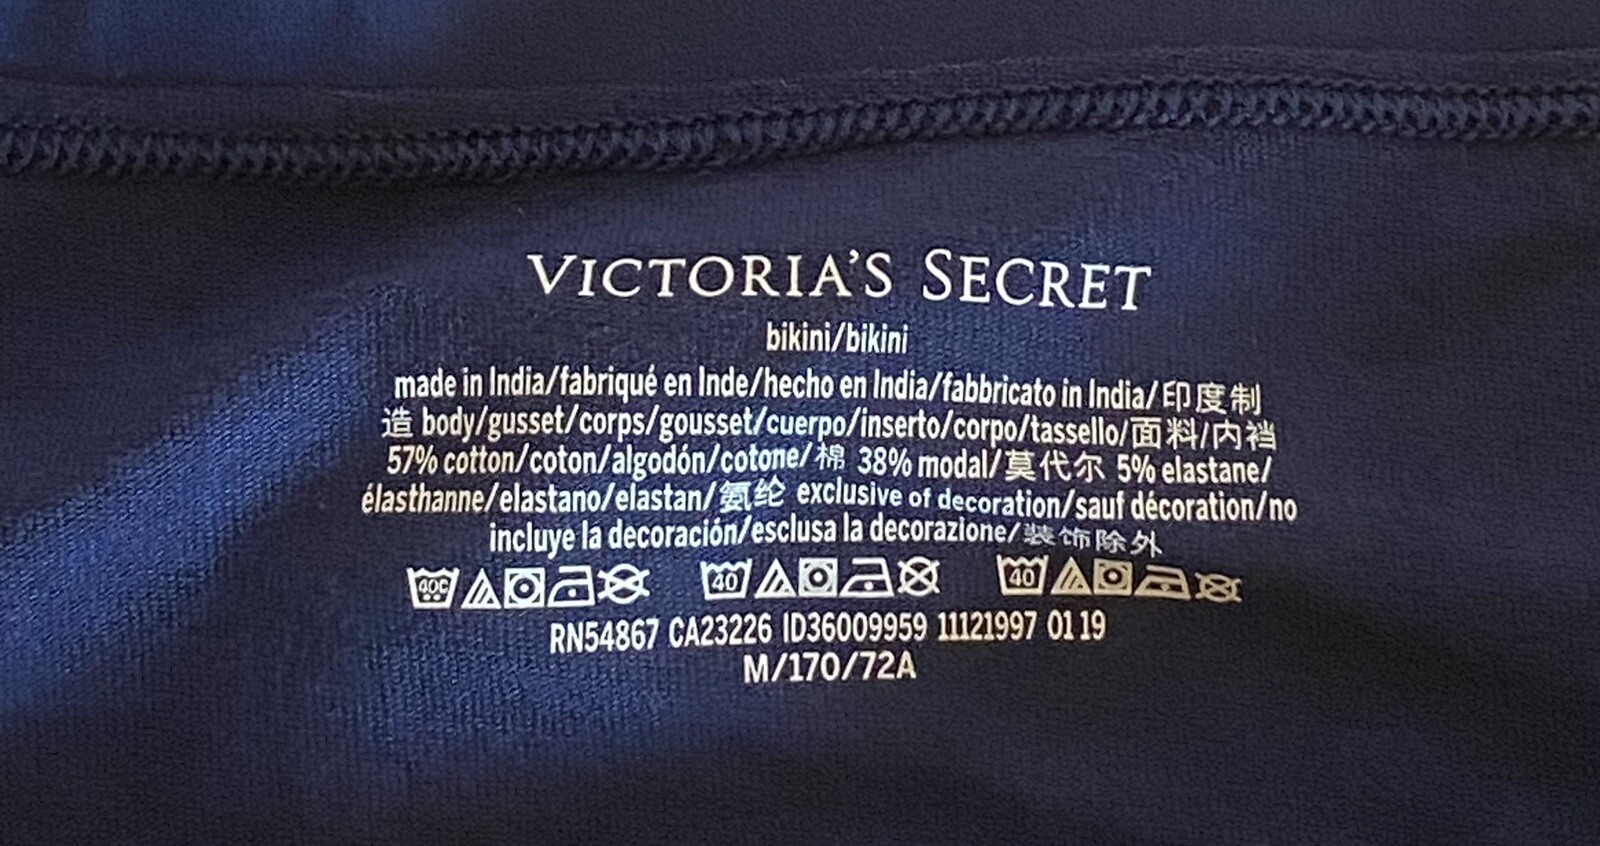 VICTORIA'S SECRET
bikini/bikini
made in India/fabriqué en Inde/hecho en India/fabbricato in India/印度制
造 body/gusset/corps/gousset/cuerpo/inserto/corpo/tassello/面料/内裆
57% cotton/coton/algodón/cotone/棉 38% modal/莫代尔 5% elastane/
élasthanne/elastano/elastan/氨纶 exclusive of decoration/sauf décoration/no
incluye la decoración/esclusa la decorazione/装饰除外
40C 40 40
RN54867 CA23226 ID36009959 11121997 01 19
M/170/72A